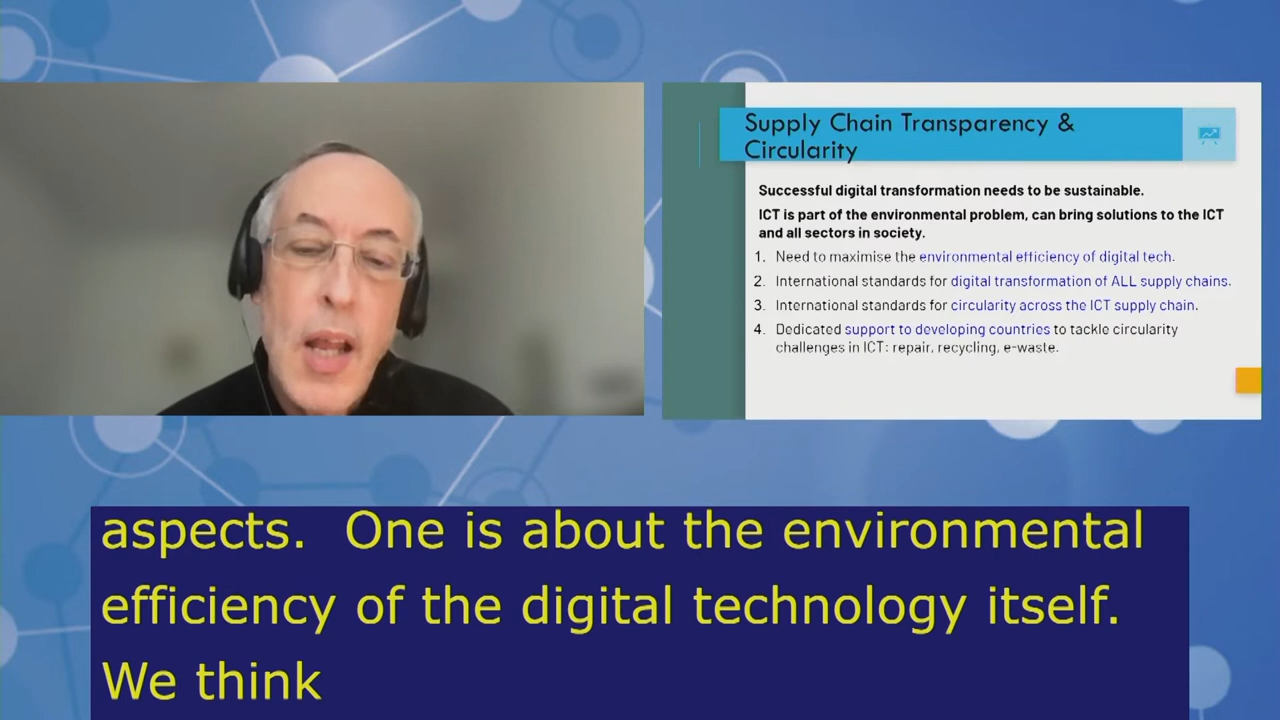 Supply Chain Transparency &
Circularity
Successful digital transformation needs to be sustainable.
ICT is part of the environmental problem, can bring solutions to the ICT
and all sectors in society.
1. Need to maximise the environmental efficiency of digital tech.
2. International standards for digital transformation of ALL supply chains.
3. International standards for circularity across the ICT supply chain.
4. Dedicated support to developing countries to tackle circularity
challenges in ICT: repair, recycling, e-waste.
aspects. One is about the environmental
efficiency of the digital technology itself.
We think